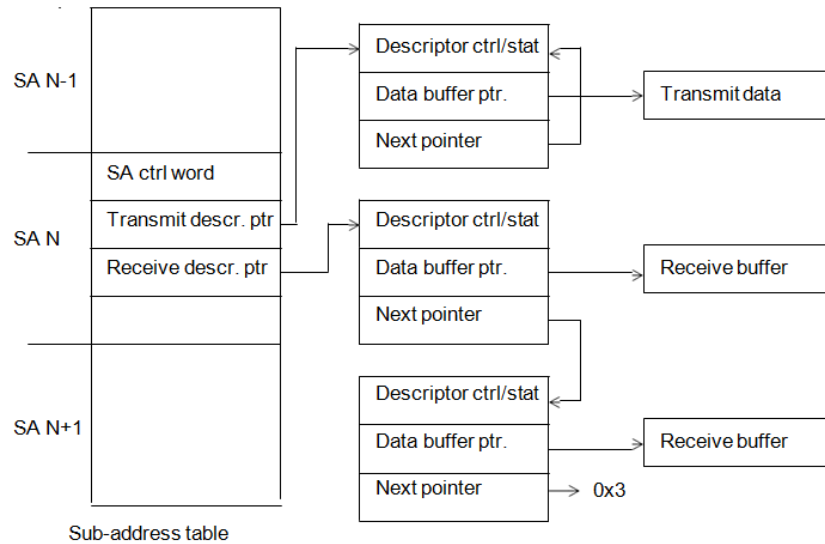 SA N-1
SA ctrl word
SA N
Transmit descr. ptr
Receive descr. ptr
SA N+1
Sub-address table
Descriptor ctrl/stat
Data buffer ptr.
Next pointer
Transmit data
Descriptor ctrl/stat
Data buffer ptr.
Next pointer
Receive buffer
Descriptor ctrl/stat
Data buffer ptr.
Next pointer
Receive buffer
0x3